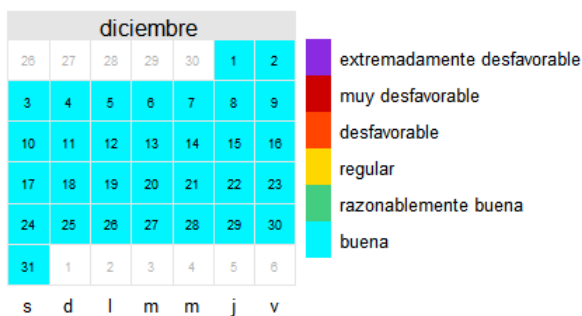 diciembre
26 27 28 29 30 1 2
3 4 5 6 7 8 9
10 11 12 13 14 15 16
17 18 19 20 21 22 23
24 25 26 27 28 29 30
31 1 2 3 4 5 6
s d l m m j v
extremadamente desfavorable
muy desfavorable
desfavorable
regular
razonablemente buena
buena